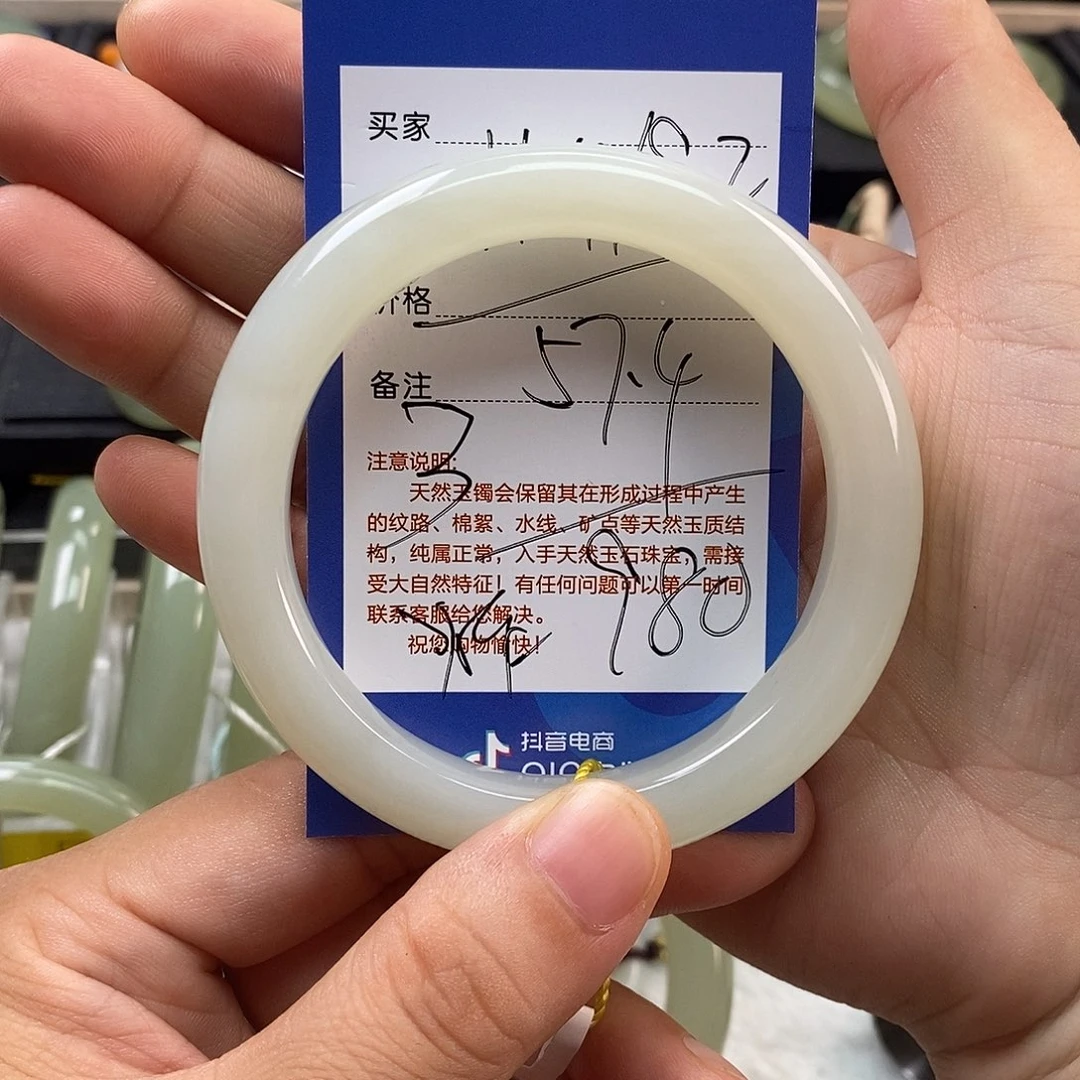 买家
价格
备注 57.4
3
注意说明:
天然玉镯会保留其在形成过程中产生
的纹路、棉絮、水线、矿点等天然玉质结
构，纯属正常，入手天然玉石珠宝，需接
受大自然特征！有任何问题可以第一时间
联系客服给您解决。
980
祝您购物愉快！
抖音电商